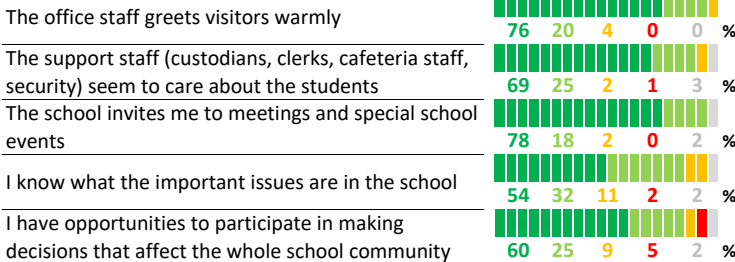 The office staff greets visitors warmly
76 20 4 0 0 %
The support staff (custodians, clerks, cafeteria staff,
security) seem to care about the students
69 25 2 1 3 %
The school invites me to meetings and special school
events
78 18 2 0 2 %
I know what the important issues are in the school
54 32 11 2 2 %
I have opportunities to participate in making
decisions that affect the whole school community
60 25 9 5 2 %